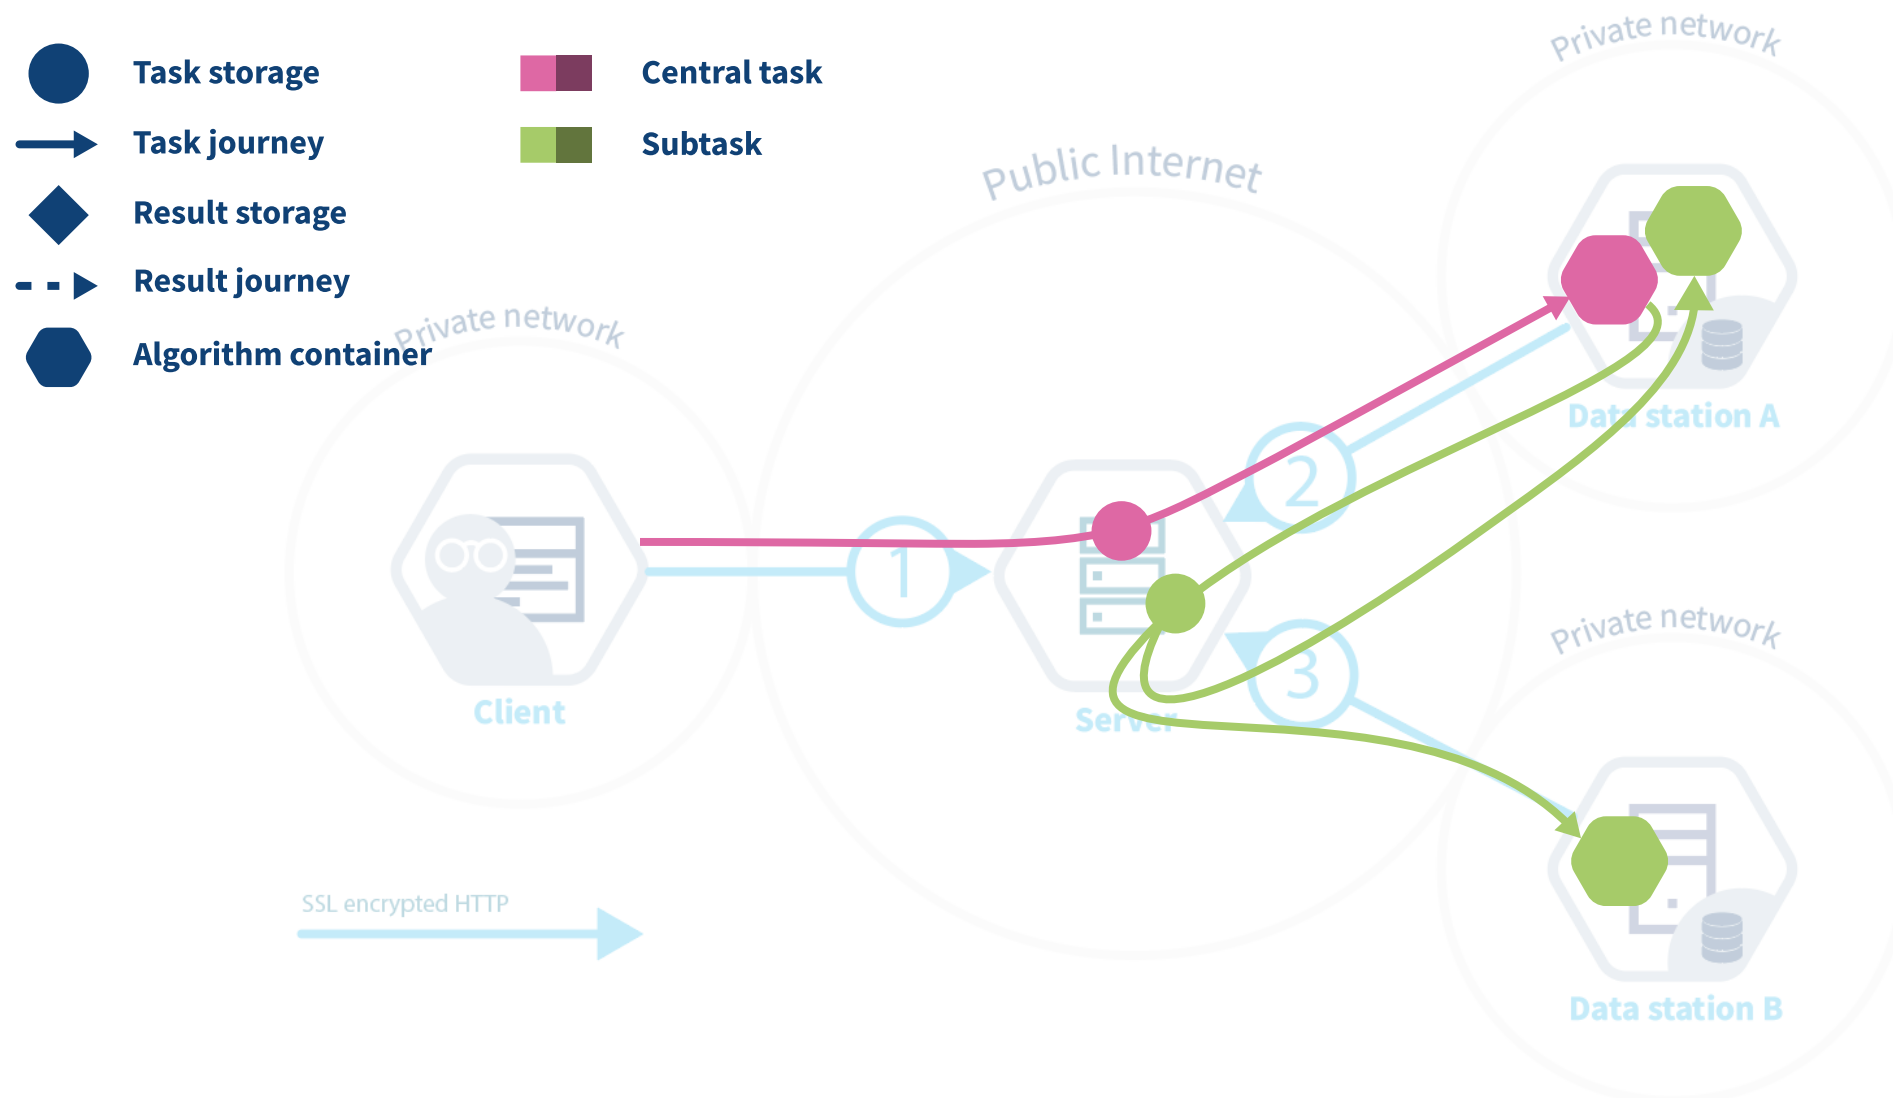 Task storage
Task journey
Result storage
Result journey
Algorithm container
Central task
Subtask
Private network
Public Internet
Private network
1
2
3
Client
Server
Data station A
Private network
Data station B
SSL encrypted HTTP